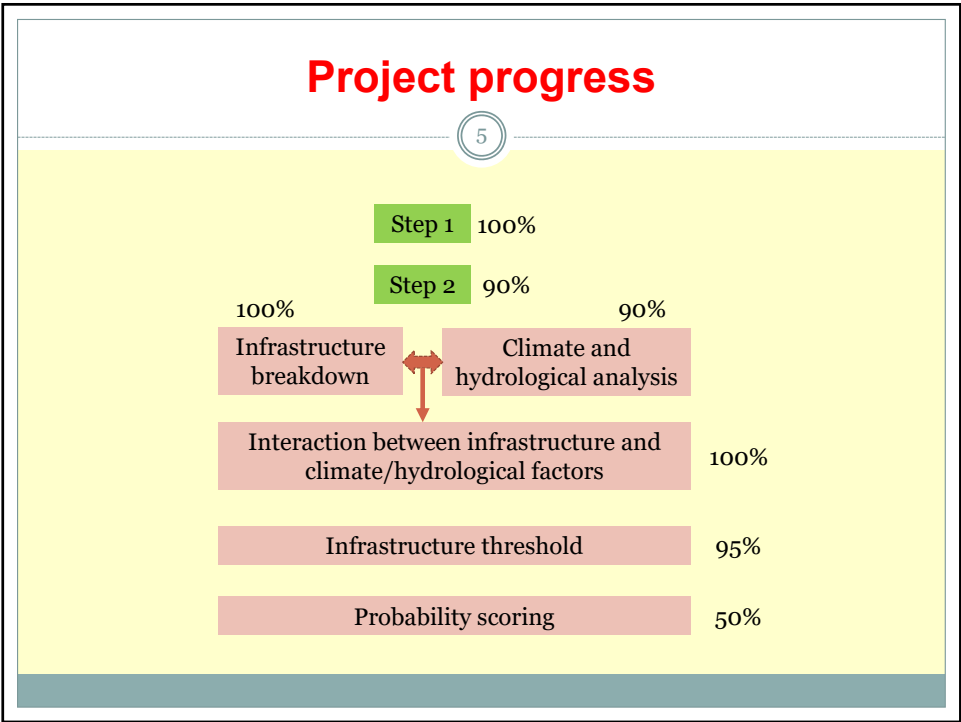 Project progress
5
Step 1 100%
Step 2 90%
100% 90%
Infrastructure
breakdown
Climate and
hydrological analysis
Interaction between infrastructure and
climate/hydrological factors
100%
Infrastructure threshold 95%
Probability scoring 50%